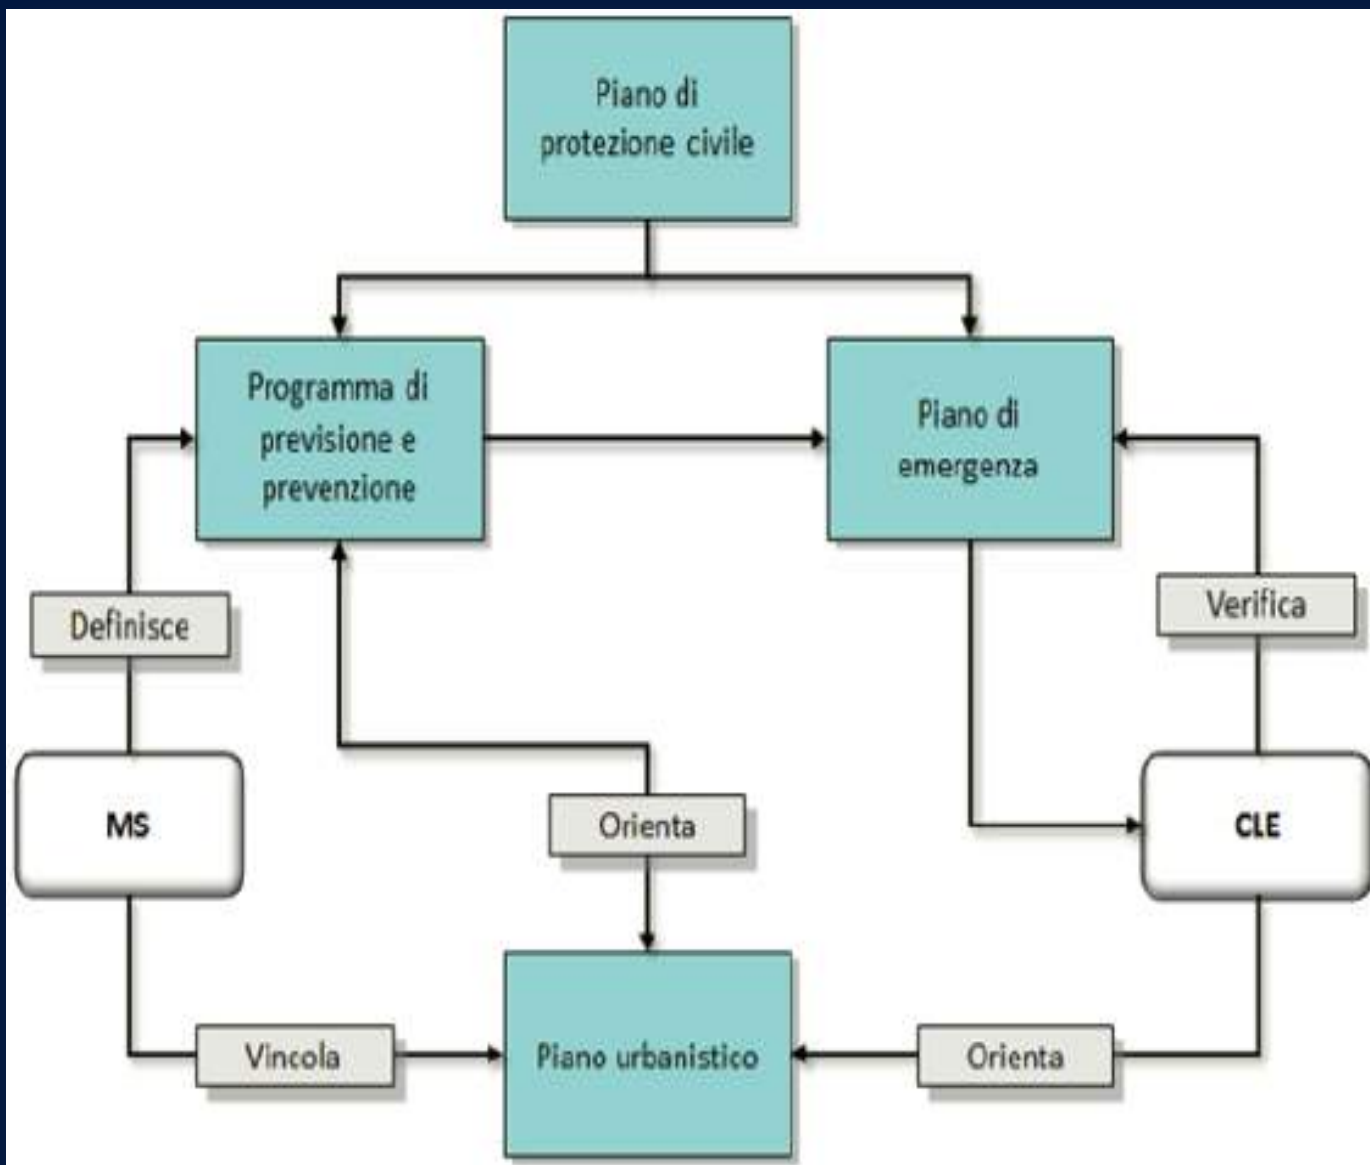 Piano di
protezione civile
Programma di
previsione e
prevenzione
Piano di
emergenza
Definisce
Verifica
MS
Orienta
CLE
Vincola
Piano urbanistico
Orienta